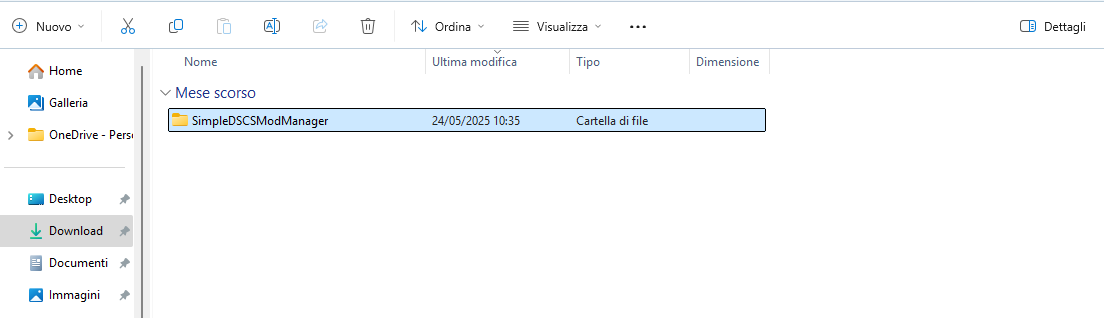 Nuovo Ordina Visualizza Dettagli
Nome Ultima modifica Tipo Dimensione
Home
Mese scorso
Galleria
SimpleDSCSModManager 24/05/2025 10:35 Cartella di file
OneDrive - Perso
Desktop
Download
Documenti
Immagini